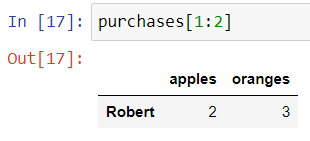 In [17]: purchases[1:2]
Out[17]:
apples oranges
Robert 2 3